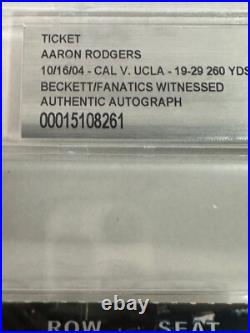 TICKET
AARON RODGERS
10/16/04 - CAL V. UCLA - 19-29 260 YDS
BECKETT/FANATICS WITNESSED
AUTHENTIC AUTOGRAPH
00015108261
ROW SEAT